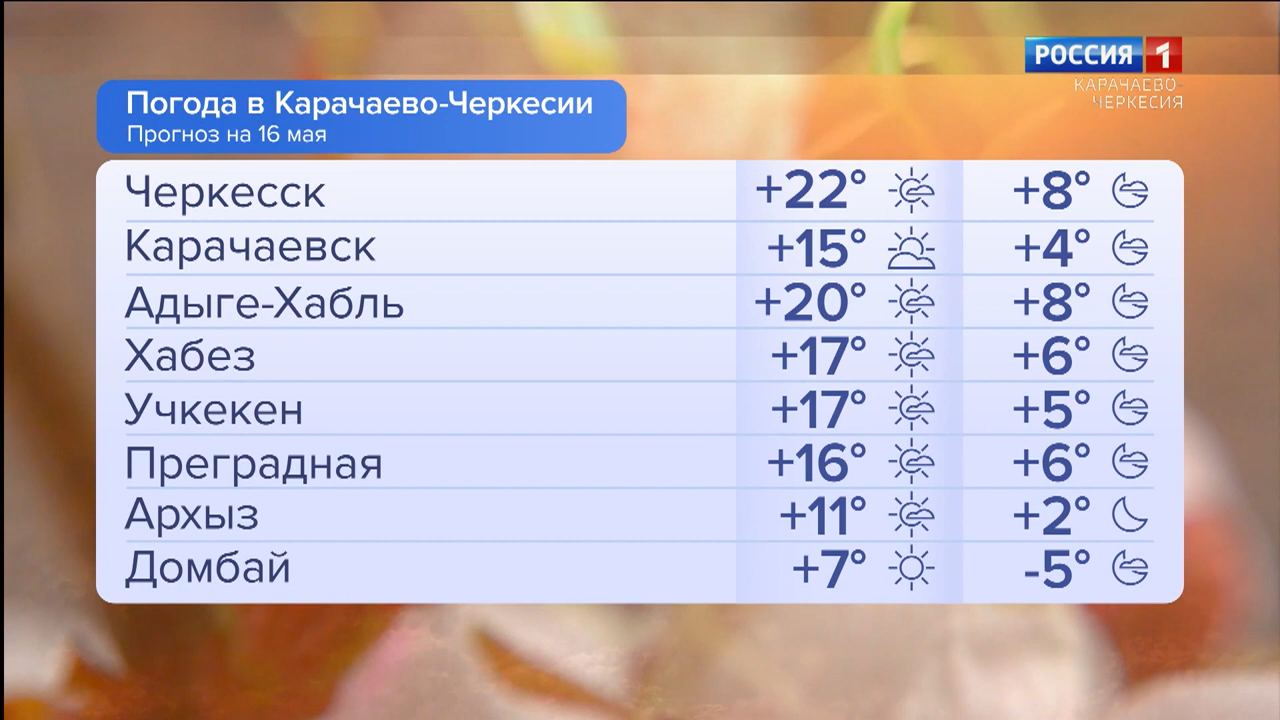 РОССИЯ 1
КАРАЧАЕВО-
ЧЕРКЕСИЯ
Погода в Карачаево-Черкесии
Прогноз на 16 мая
Черкесск +22° +8°
Карачаевск +15° +4°
Адыге-Хабль +20° +8°
Хабез +17° +6°
Учкекен +17° +5°
Преградная +16° +6°
Архыз +11° +2°
Домбай +7° -5°